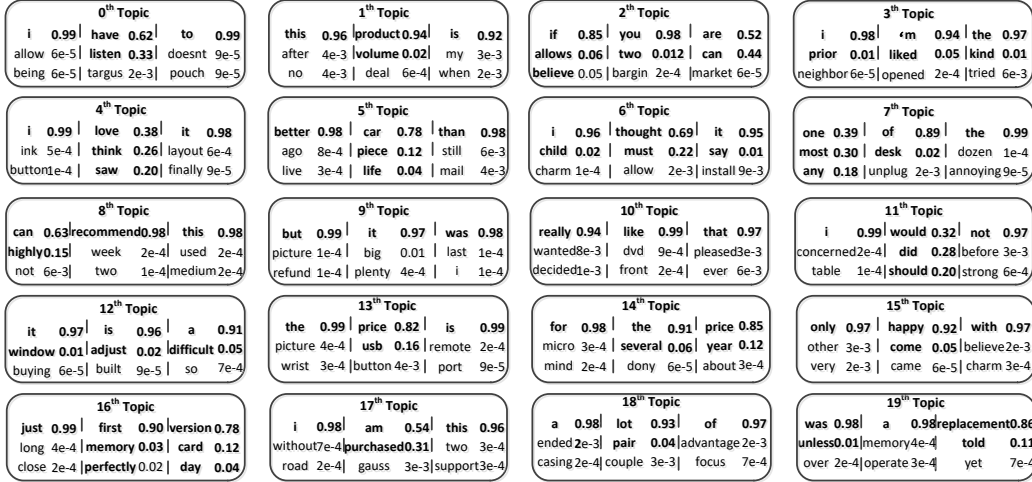 0th Topic
i 0.99 | have 0.62 | to 0.99
allow 6e-5 | listen 0.33 | doesnt 9e-5
being 6e-5 | targus 2e-3 | pouch 9e-5
1th Topic
this 0.96 | product 0.94 | is 0.92
after 4e-3 | volume 0.02 | my 3e-3
no 4e-3 | deal 6e-4 | when 2e-3
2th Topic
if 0.85 | you 0.98 | are 0.52
allows 0.06 | two 0.012 | can 0.44
believe 0.05 | bargin 2e-4 | market 6e-5
3th Topic
i 0.98 | ‘m 0.94 | the 0.97
prior 0.01 | liked 0.05 | kind 0.01
neighbor 6e-5 | opened 2e-4 | tried 6e-3
4th Topic
i 0.99 | love 0.38 | it 0.98
ink 5e-4 | think 0.26 | layout 6e-4
button 1e-4 | saw 0.20 | finally 9e-5
5th Topic
better 0.98 | car 0.78 | than 0.98
ago 8e-4 | piece 0.12 | still 6e-3
live 3e-4 | life 0.04 | mail 4e-3
6th Topic
i 0.96 | thought 0.69 | it 0.95
child 0.02 | must 0.22 | say 0.01
charm 1e-4 | allow 2e-3 | install 9e-3
7th Topic
one 0.39 | of 0.89 | the 0.99
most 0.30 | desk 0.02 | dozen 1e-4
any 0.18 | unplug 2e-3 | annoying 9e-5
8th Topic
can 0.63 | recommend 0.98 | this 0.98
highly 0.15 | week 2e-4 | used 2e-4
not 6e-3 | two 1e-4 | medium 2e-4
9th Topic
but 0.99 | it 0.97 | was 0.98
picture 1e-4 | big 0.01 | last 1e-4
refund 1e-4 | plenty 4e-4 | i 1e-4
10th Topic
really 0.94 | like 0.99 | that 0.97
wanted 8e-3 | dvd 9e-4 | pleased 3e-3
decided 1e-3 | front 2e-4 | ever 6e-3
11th Topic
i 0.99 | would 0.32 | not 0.97
concerned 2e-4 | did 0.28 | before 3e-3
table 1e-4 | should 0.20 | strong 6e-4
12th Topic
it 0.97 | is 0.96 | a 0.91
window 0.01 | adjust 0.02 | difficult 0.05
buying 6e-5 | built 9e-5 | so 7e-4
13th Topic
the 0.99 | price 0.82 | is 0.99
picture 4e-4 | usb 0.16 | remote 2e-4
wrist 3e-4 | button 4e-3 | port 9e-5
14th Topic
for 0.98 | the 0.91 | price 0.85
micro 3e-4 | several 0.06 | year 0.12
mind 2e-4 | dony 6e-5 | about 3e-4
15th Topic
only 0.97 | happy 0.92 | with 0.97
other 3e-3 | come 0.05 | believe 2e-3
very 2e-3 | came 6e-5 | charm 3e-4
16th Topic
just 0.99 | first 0.90 | version 0.78
long 4e-4 | memory 0.03 | card 0.12
close 2e-4 | perfectly 0.02 | day 0.04
17th Topic
i 0.98 | am 0.54 | this 0.96
without 7e-4 | purchased 0.31 | two 3e-4
road 2e-4 | gauss 3e-3 | support 3e-4
18th Topic
a 0.98 | lot 0.93 | of 0.97
ended 2e-3 | pair 0.04 | advantage 2e-3
casing 2e-4 | couple 3e-3 | focus 7e-4
19th Topic
was 0.98 | a 0.98 | replacement 0.86
unless 0.01 | memory 4e-4 | told 0.11
over 2e-4 | operate 3e-4 | yet 7e-4